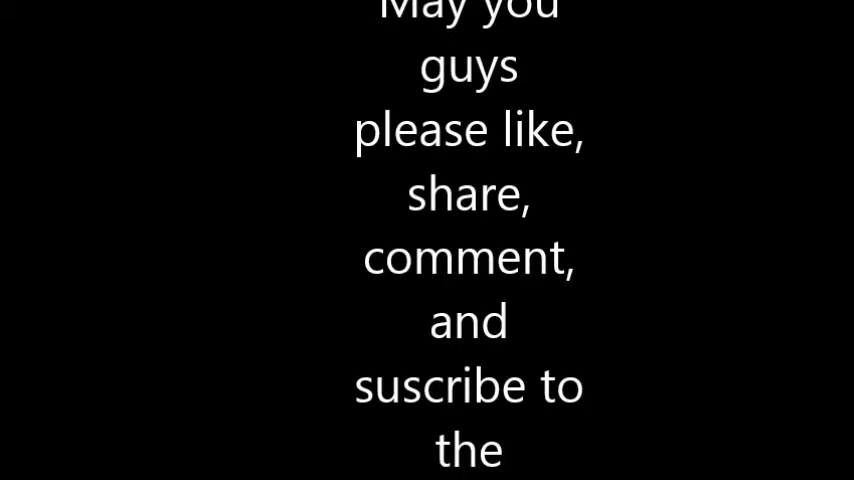 May you
guys
please like,
share,
comment,
and
suscribe to
the